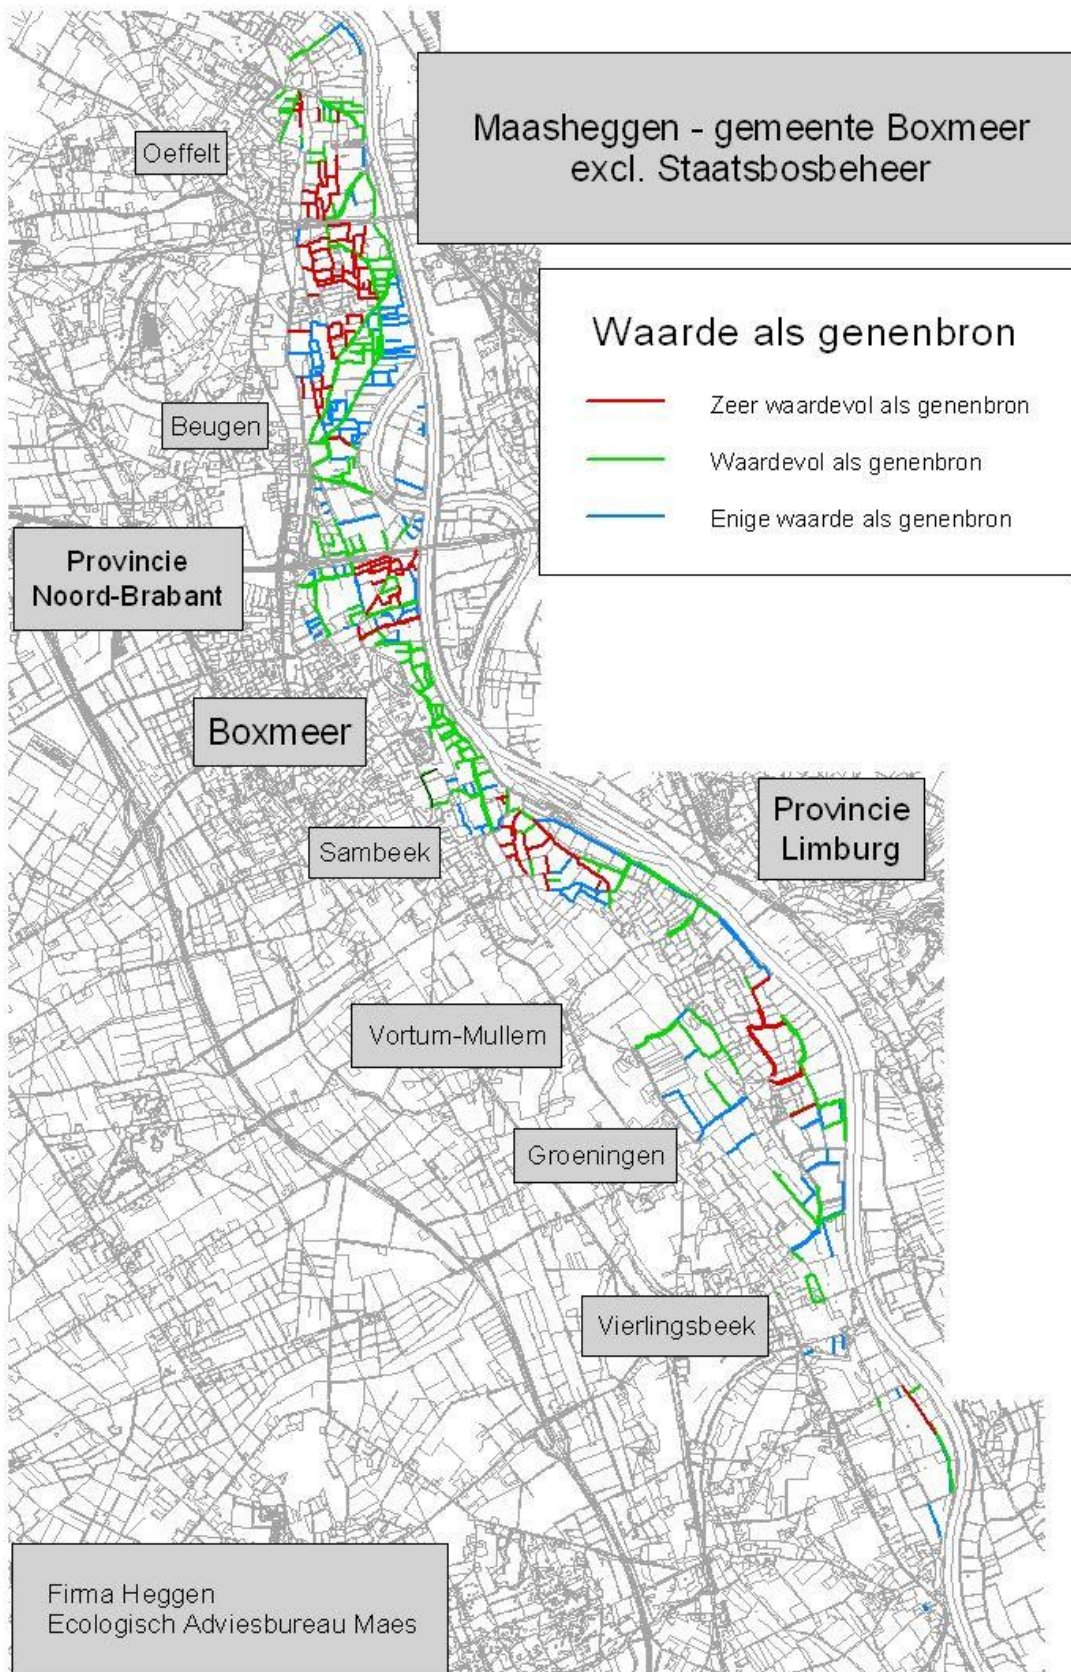 Maasheggen - gemeente Boxmeer
excl. Staatsbosbeheer
Oeffelt
Waarde als genenbron
Zeer waardevol als genenbron
Waardevol als genenbron
Enige waarde als genenbron
Beugen
Provincie
Noord-Brabant
Boxmeer
Provincie
Limburg
Sambeek
Vortum-Mullem
Groeningen
Vierlingsbeek
Firma Heggen
Ecologisch Adviesbureau Maes